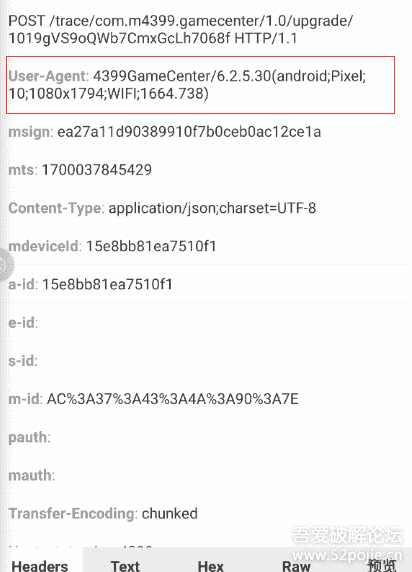 POST /trace/com.m4399.gamecenter/1.0/upgrade/
1019gVS9oQWb7CmxGcLh7068f HTTP/1.1
User-Agent: 4399GameCenter/6.2.5.30(android;Pixel;
10;1080x1794;WIFI;1664.738)
msign: ea27a11d90389910f7b0ceb0ac12ce1a
mts: 1700037845429
Content-Type: application/json;charset=UTF-8
mdeviceId: 15e8bb81ea7510f1
a-id: 15e8bb81ea7510f1
e-id:
s-id:
m-id: AC%3A37%3A43%3A4A%3A90%3A7E
pauth:
mauth:
Transfer-Encoding: chunked
吾爱破解论坛
Headers Text Hex Raw 预览
www.52pojie.cn